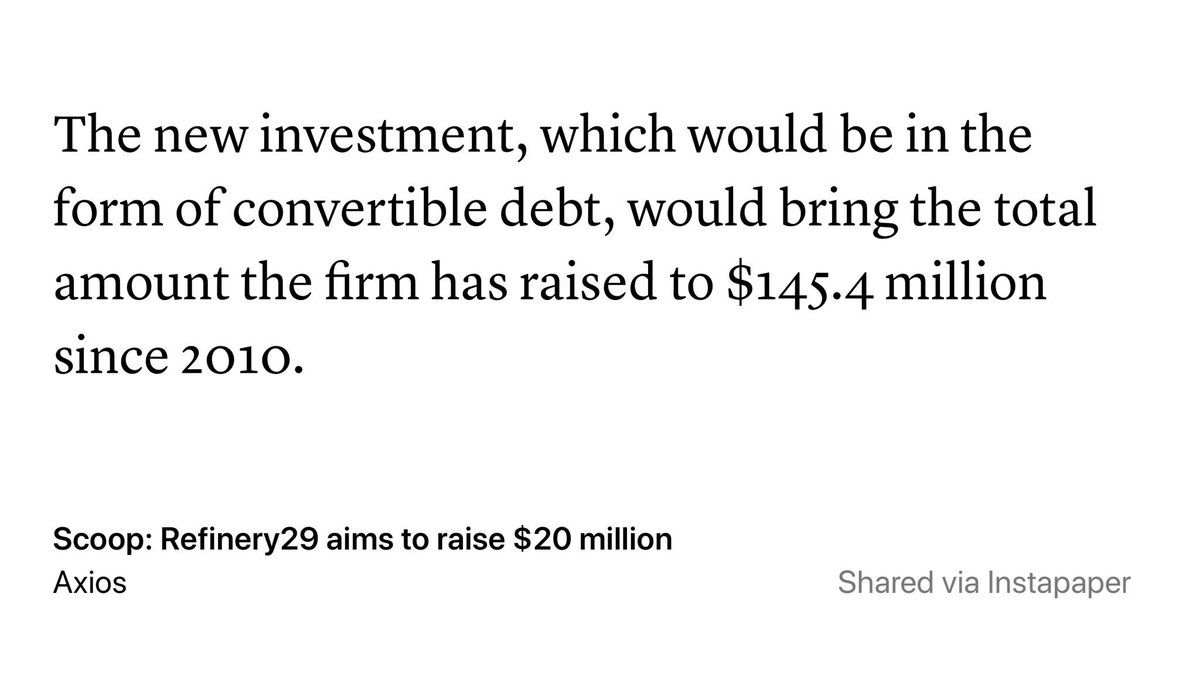 The new investment, which would be in the
form of convertible debt, would bring the total
amount the firm has raised to $145.4 million
since 2010.
Scoop: Refinery29 aims to raise $20 million
Axios
Shared via Instapaper